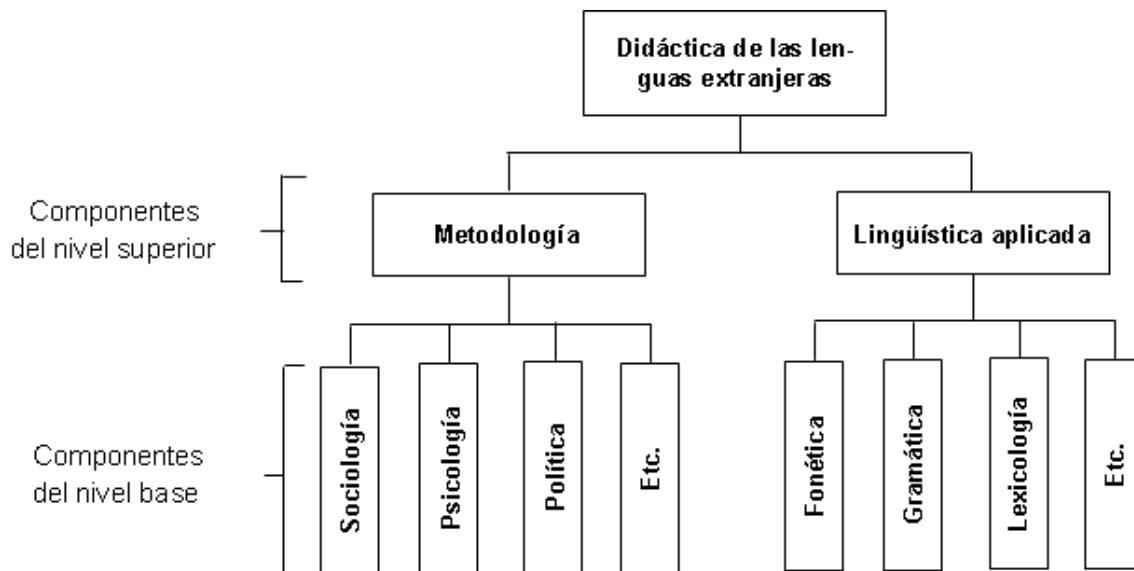 Didáctica de las len-
guas extranjeras
Componentes
del nivel superior
Metodología
Lingüística aplicada
Componentes
del nivel base
Sociología
Psicología
Política
Etc.
Fonética
Gramática
Lexicología
Etc.